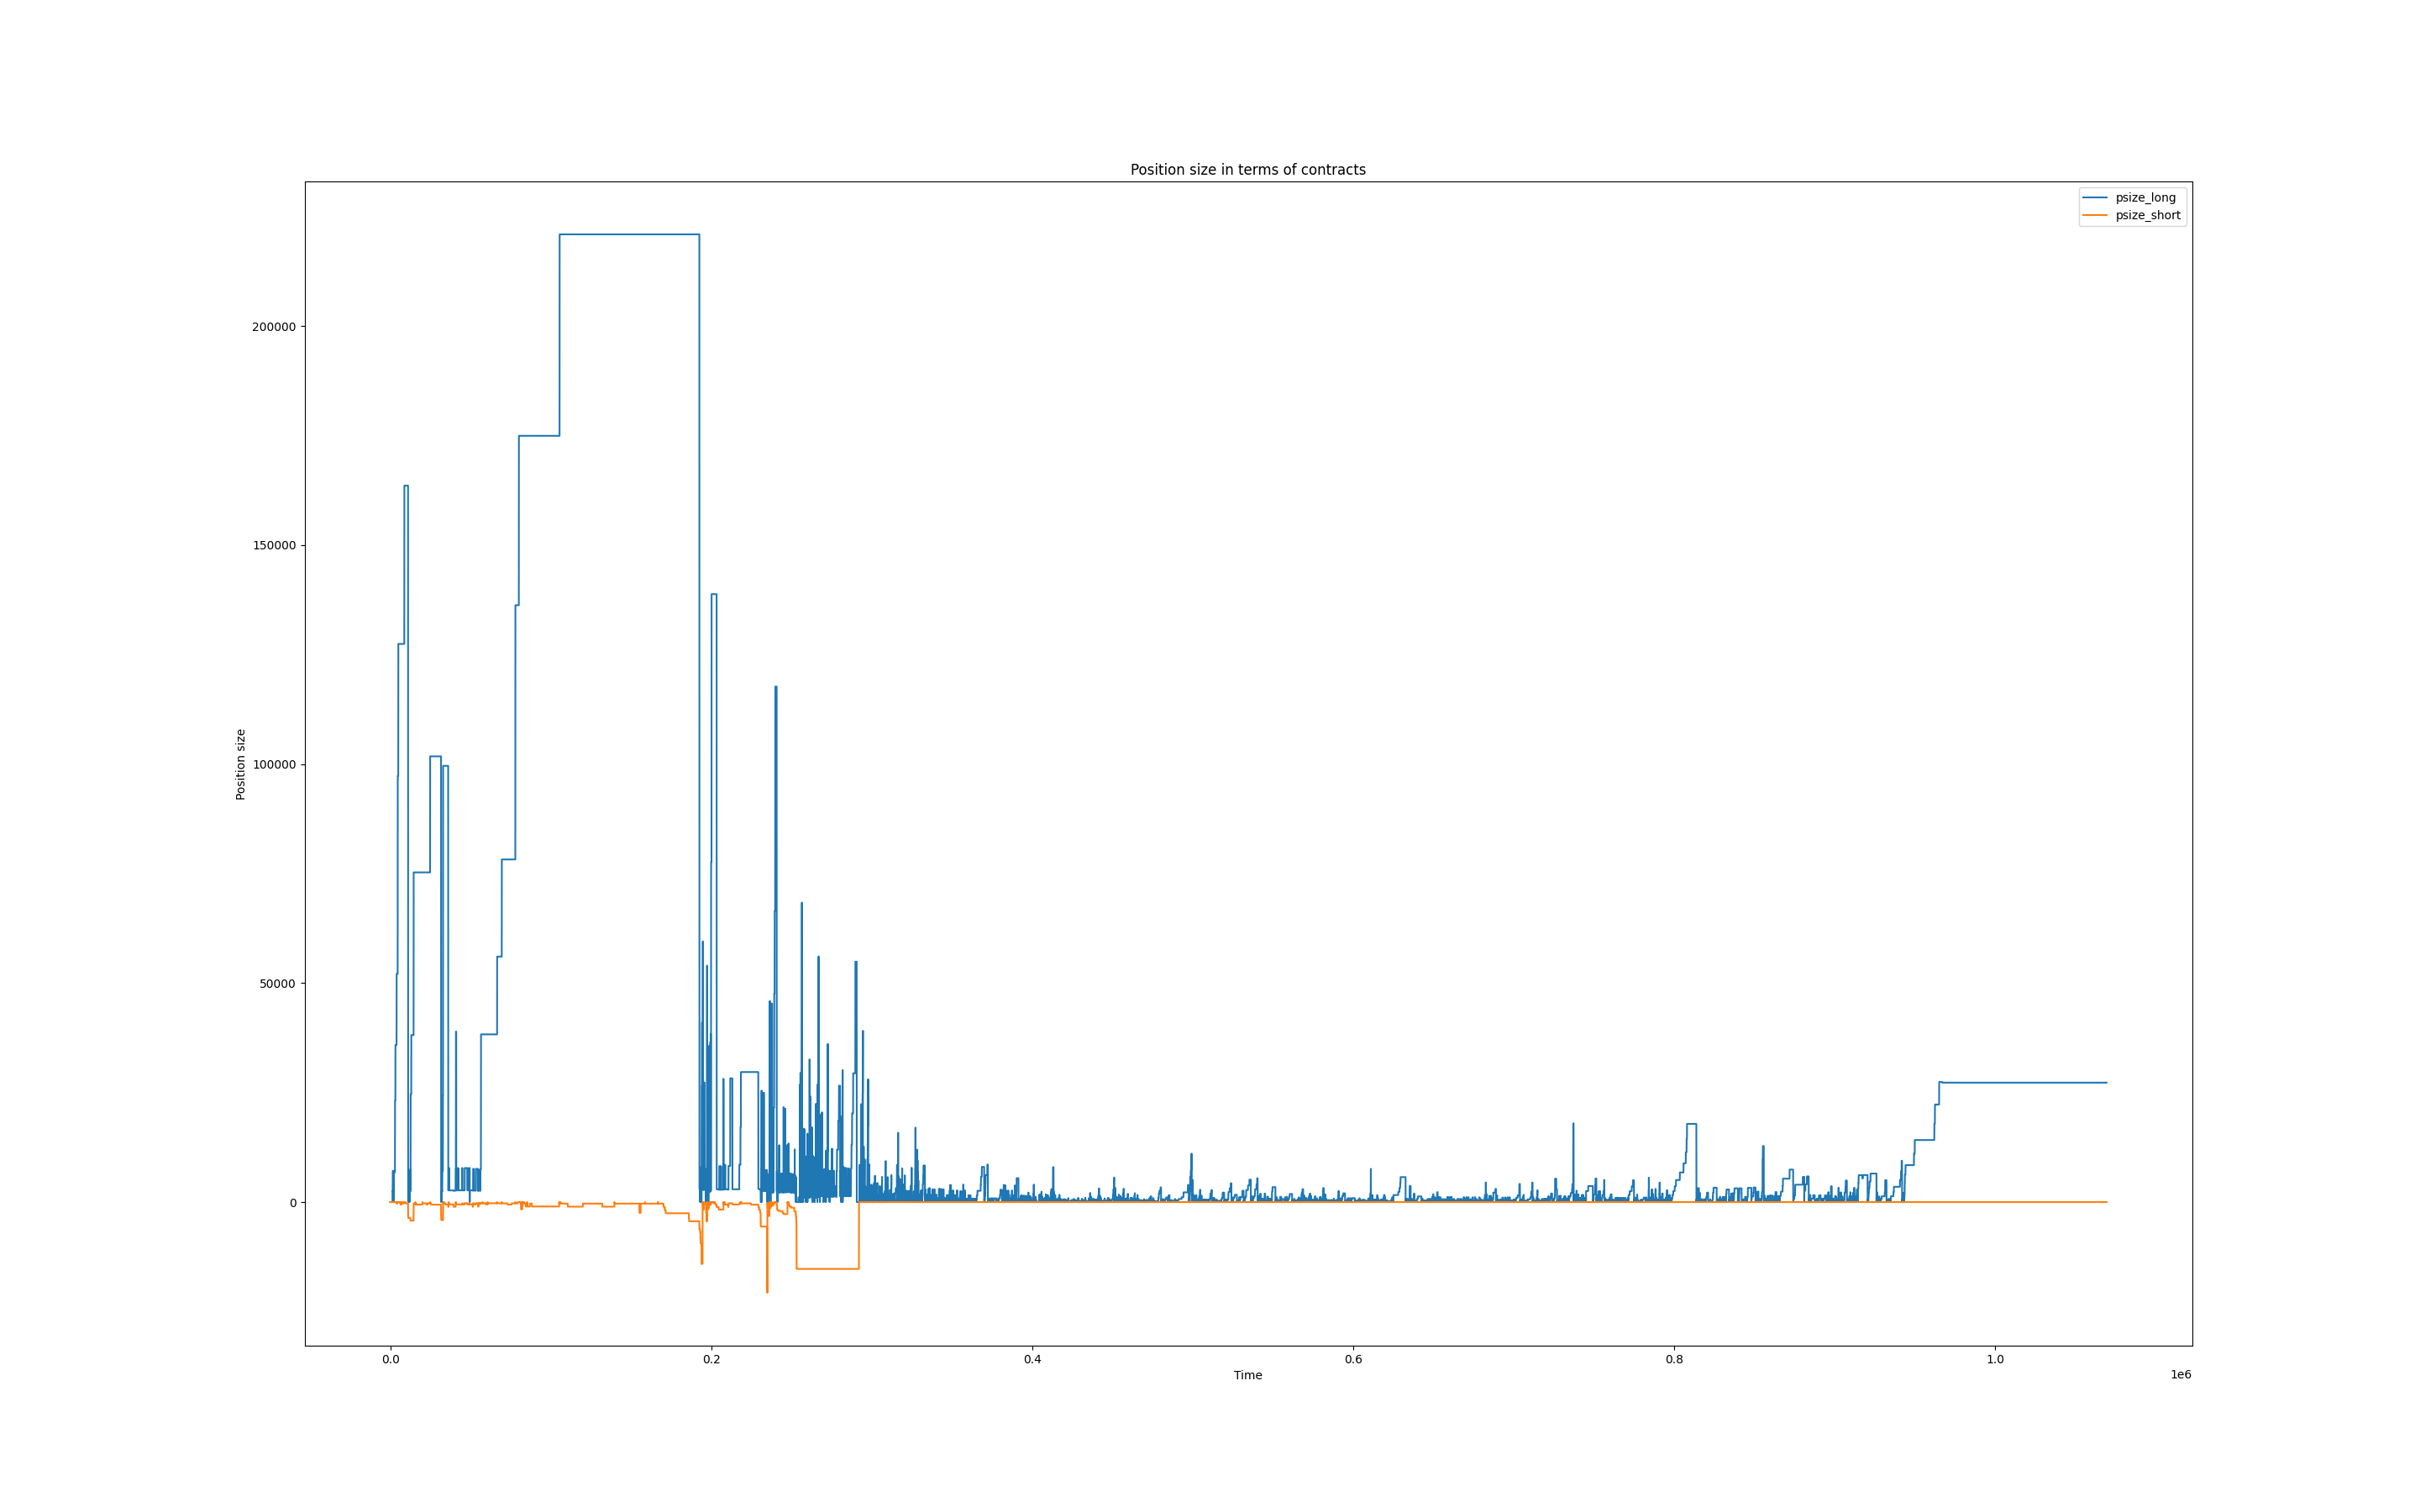 Position size in terms of contracts
psize_long
psize_short
200000
150000
100000
50000
0
Position size
0.0
0.2
0.4
0.6
0.8
1.0
Time
1e6